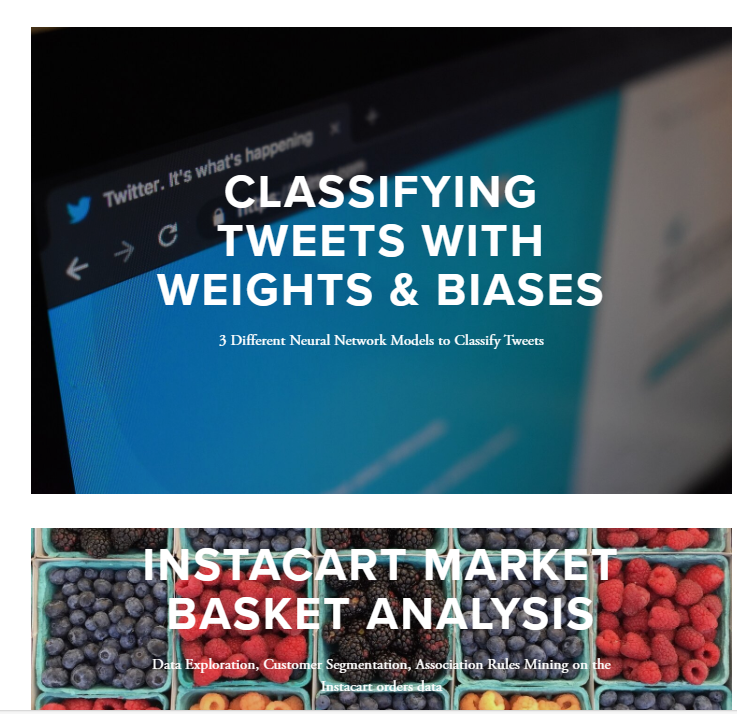 Twitter. It's what's happening
CLASSIFYING
TWEETS WITH
WEIGHTS & BIASES
3 Different Neural Network Models to Classify Tweets
INSTACART MARKET
BASKET ANALYSIS
Data Exploration, Customer Segmentation, Association Rules Mining on the
Instacart orders data